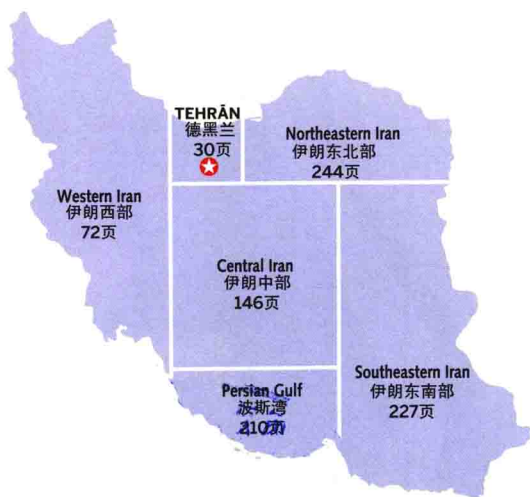 TEHRĀN
德黑兰
30页
Northeastern Iran
伊朗东北部
244页
Western Iran
伊朗西部
72页
Central Iran
伊朗中部
146页
Persian Gulf
波斯湾
210页
Southeastern Iran
伊朗东南部
227页